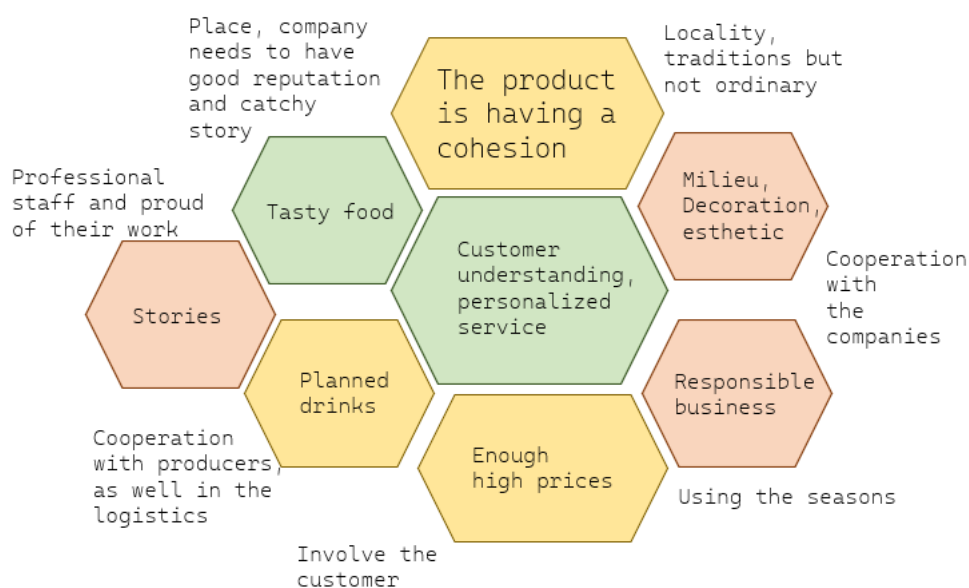 Place, company
needs to have
good reputation
and catchy
story
The product
is having a
cohesion
Locality,
traditions but
not ordinary
Professional
staff and proud
of their work
Tasty food
Milieu,
Decoration,
esthetic
Customer
understanding,
personalized
service
Cooperation
with
the
companies
Stories
Planned
drinks
Responsible
business
Cooperation
with producers,
as well in the
logistics
Enough
high prices
Using the seasons
Involve the
customer